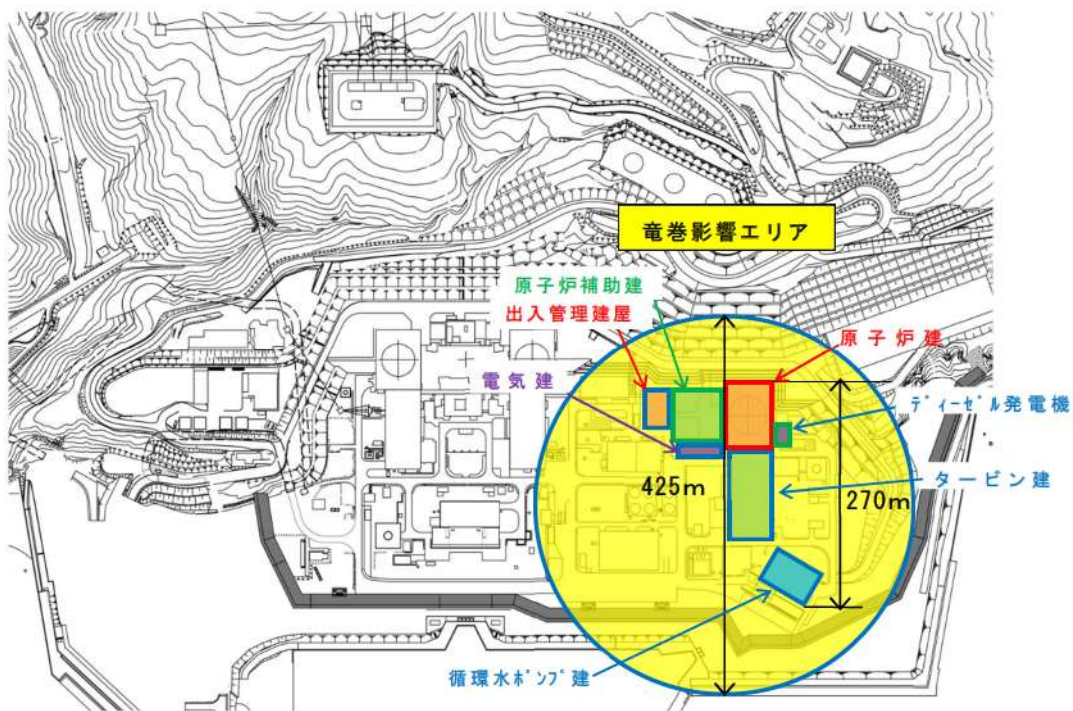 竜巻影響エリア
原子炉補助建
出入管理建屋
原子炉建
電気建
ディーゼル発電機
タービン建
425m
270m
循環水ポンプ建